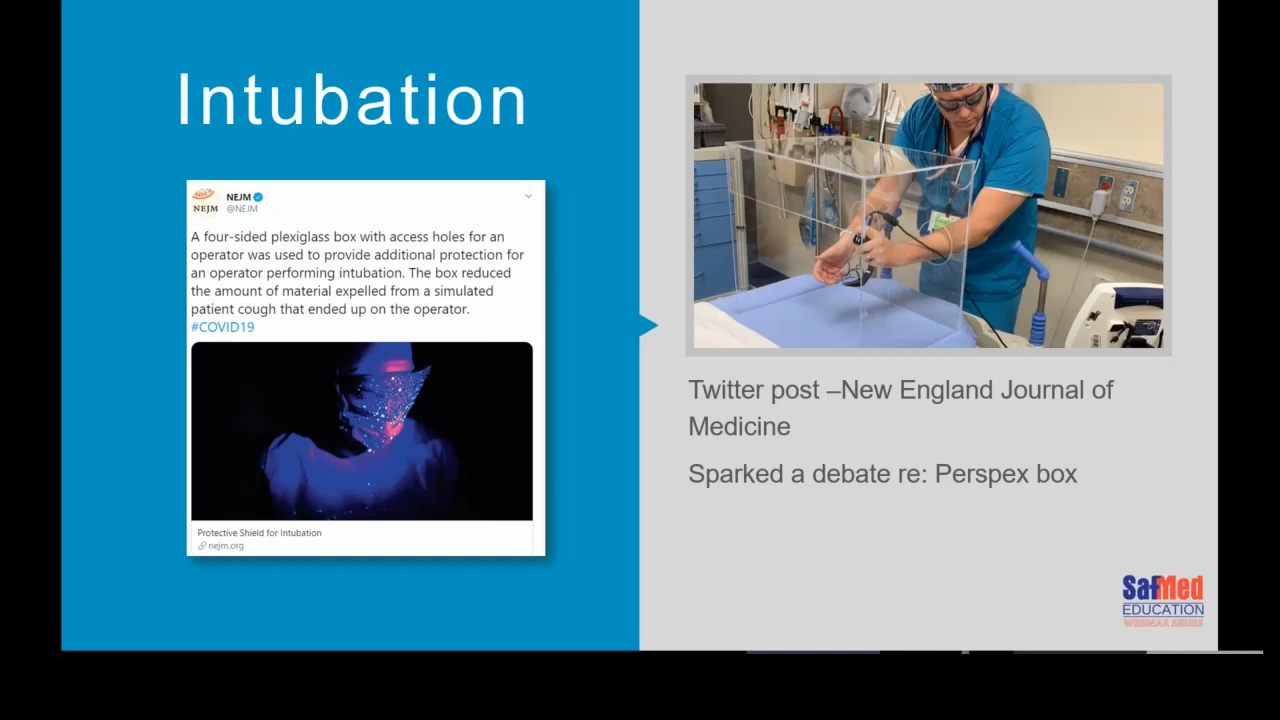 Intubation
NEJM
NEJM
@NEJM
A four-sided plexiglass box with access holes for an
operator was used to provide additional protection for
an operator performing intubation. The box reduced
the amount of material expelled from a simulated
patient cough that ended up on the operator.
#COVID19
Protective Shield for Intubation
nejm.org
Twitter post –New England Journal of
Medicine
Sparked a debate re: Perspex box
SafMed
EDUCATION
WEBINAR SERIES